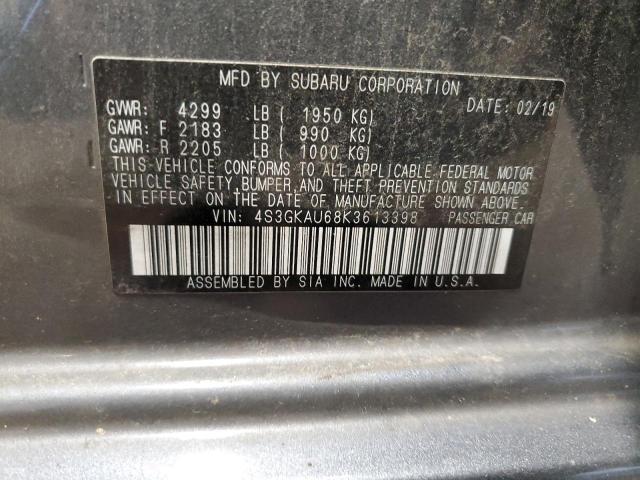 MFD BY SUBARU CORPORATION
GVWR: 4299 LB ( 1950 KG) DATE: 02/19
GAWR: F 2183 LB ( 990 KG)
GAWR: R 2205 LB ( 1000 KG)
THIS VEHICLE CONFORMS TO ALL APPLICABLE FEDERAL MOTOR
VEHICLE SAFETY, BUMPER AND THEFT PREVENTION STANDARDS
IN EFFECT ON THE DATE OF MANUFACTURE SHOWN ABOVE.
VIN: 4S3GKAU68K3613398 PASSENGER CAR
ASSEMBLED BY SIA INC. MADE IN U.S.A.